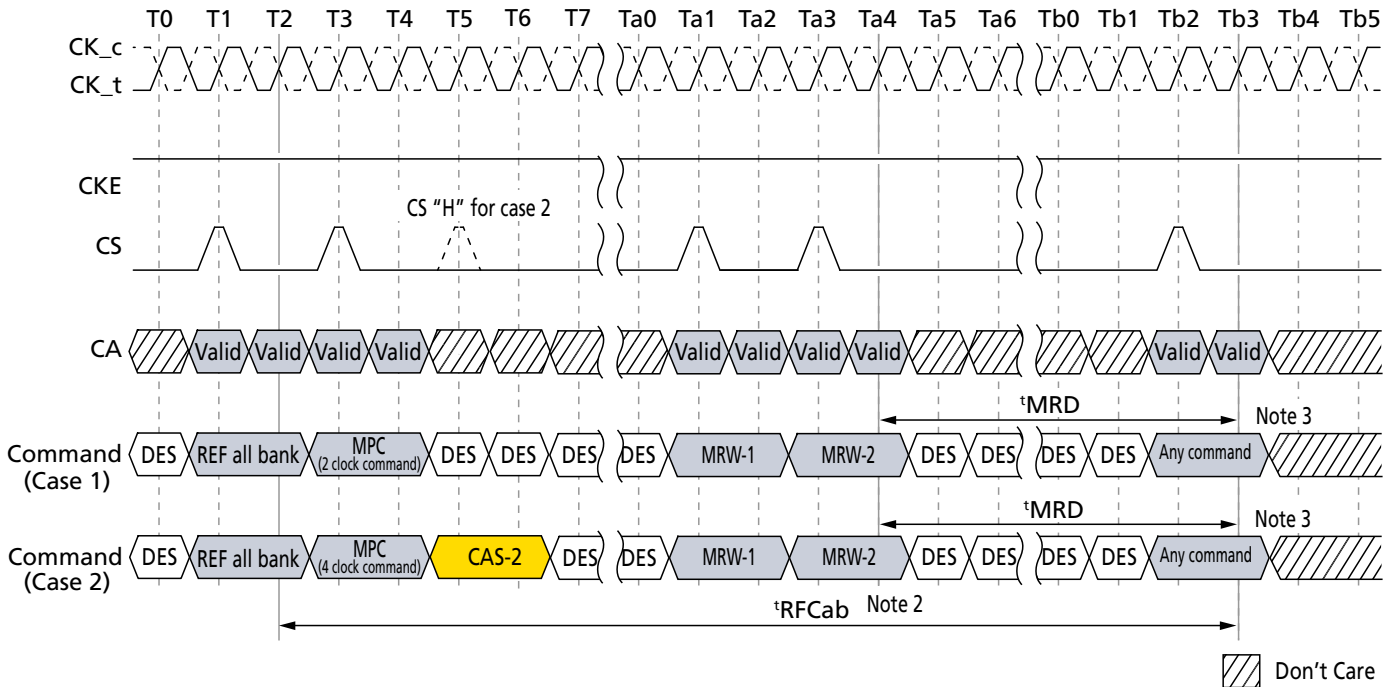 T0 T1 T2 T3 T4 T5 T6 T7 Ta0 Ta1 Ta2 Ta3 Ta4 Ta5 Ta6 Tb0 Tb1 Tb2 Tb3 Tb4 Tb5
CK_c
CK_t
CKE
CS "H" for case 2
CS
CA Valid Valid Valid Valid Valid Valid Valid Valid Valid Valid
tMRD Note 3
Command (Case 1) DES REF all bank MPC (2 clock command) DES DES DES DES MRW-1 MRW-2 DES DES DES DES Any command
tMRD Note 3
Command (Case 2) DES REF all bank MPC (4 clock command) CAS-2 DES DES MRW-1 MRW-2 DES DES DES DES Any command
tRFCab Note 2
Don't Care